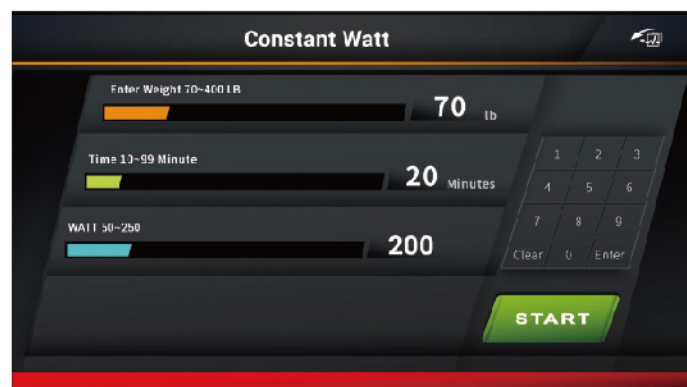 Constant Watt
Enter Weight 70~400 LB
70 lb
Time 10~99 Minute
20 Minutes
WATT 50~250
200
1 2 3
4 5 6
7 8 9
Clear 0 Enter
START